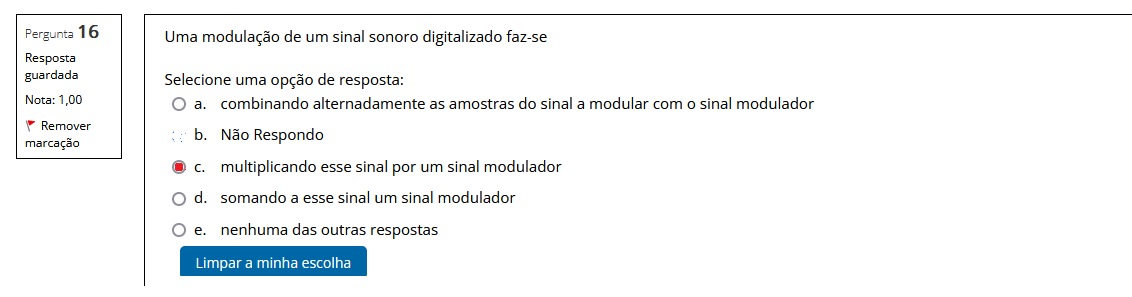 Pergunta 16
Resposta
guardada
Nota: 1,00
Remover
marcação
Uma modulação de um sinal sonoro digitalizado faz-se
Selecione uma opção de resposta:
a. combinando alternadamente as amostras do sinal a modular com o sinal modulador
b. Não Respondo
c. multiplicando esse sinal por um sinal modulador
d. somando a esse sinal um sinal modulador
e. nenhuma das outras respostas
Limpar a minha escolha